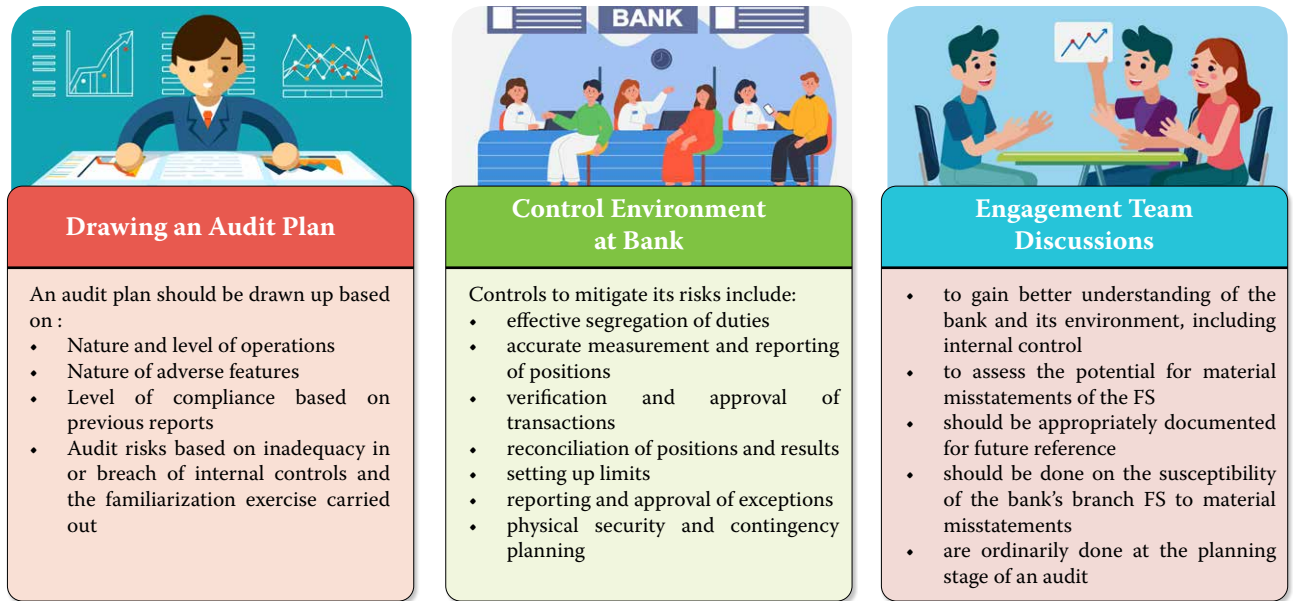 BANK
Drawing an Audit Plan
An audit plan should be drawn up based
on :
• Nature and level of operations
• Nature of adverse features
• Level of compliance based on
previous reports
• Audit risks based on inadequacy in
or breach of internal controls and
the familiarization exercise carried
out
Control Environment
at Bank
Controls to mitigate its risks include:
• effective segregation of duties
• accurate measurement and reporting
of positions
• verification and approval of
transactions
• reconciliation of positions and results
• setting up limits
• reporting and approval of exceptions
• physical security and contingency
planning
Engagement Team
Discussions
• to gain better understanding of the
bank and its environment, including
internal control
• to assess the potential for material
misstatements of the FS
• should be appropriately documented
for future reference
• should be done on the susceptibility
of the bank's branch FS to material
misstatements
• are ordinarily done at the planning
stage of an audit